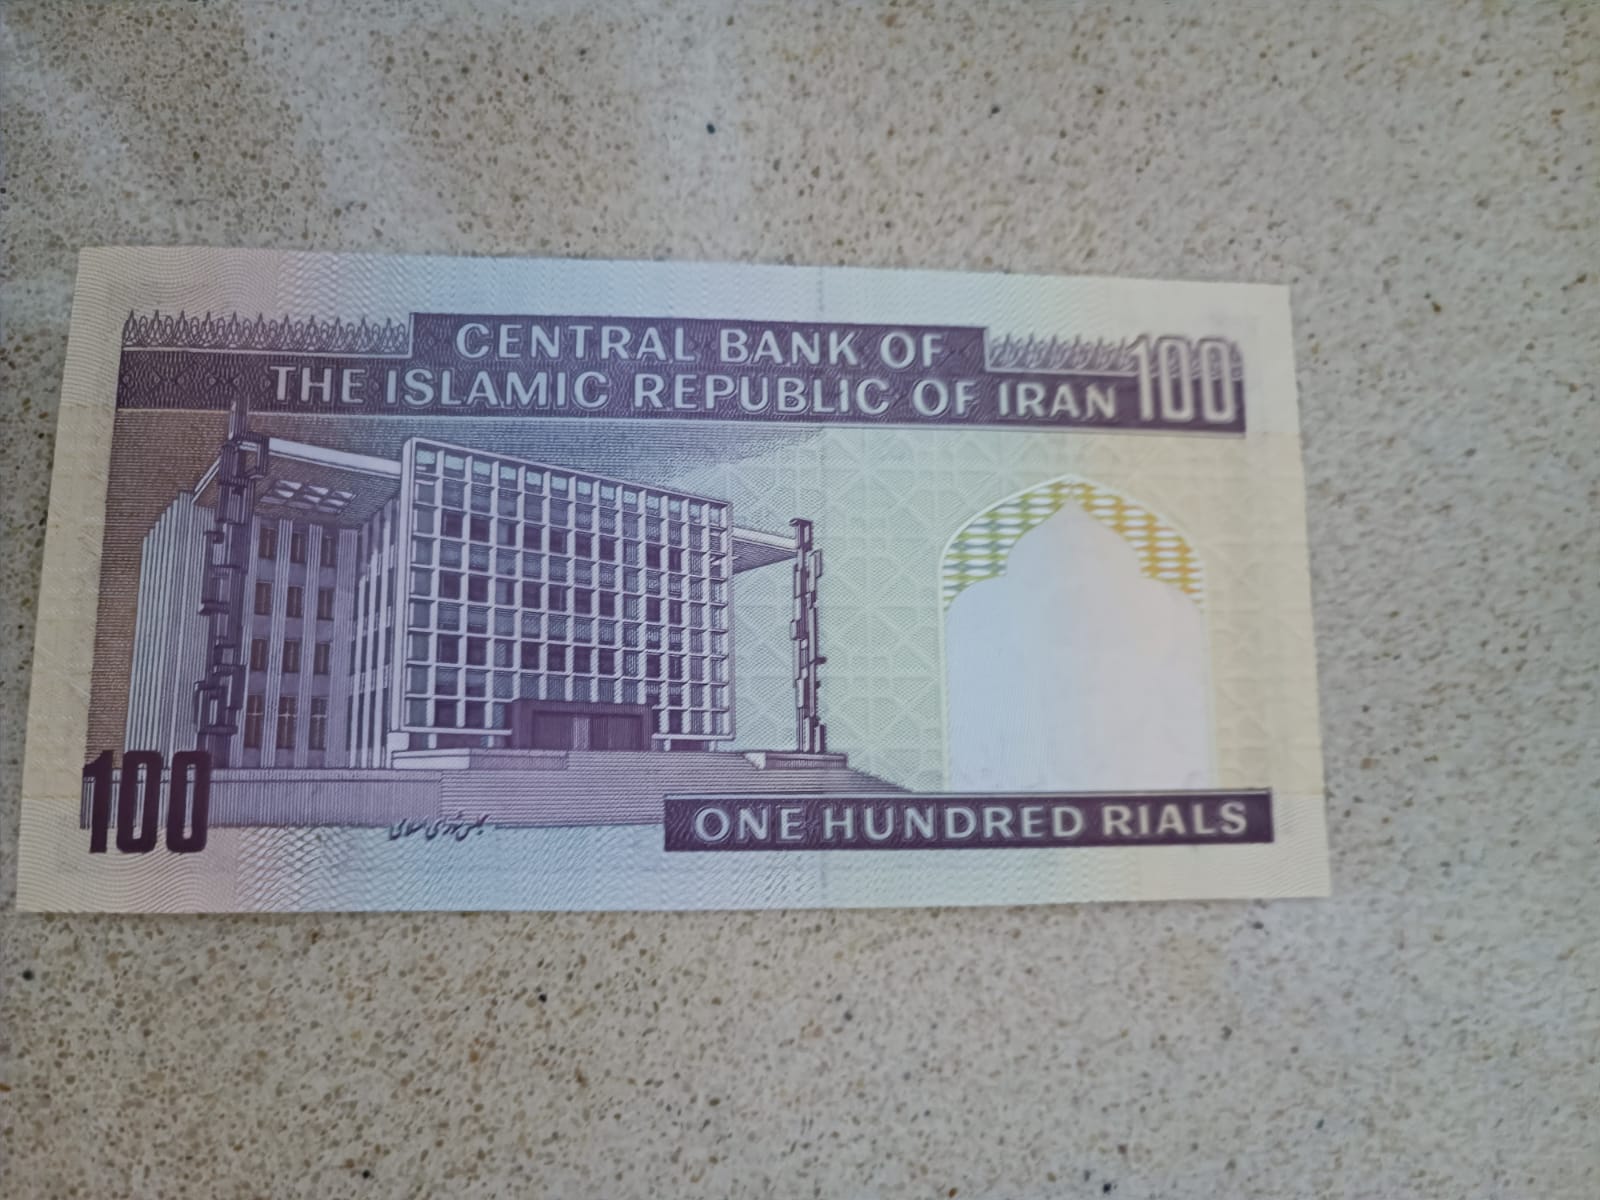 CENTRAL BANK OF
THE ISLAMIC REPUBLIC OF IRAN 100
100
مجلس شورای اسلامی
ONE HUNDRED RIALS